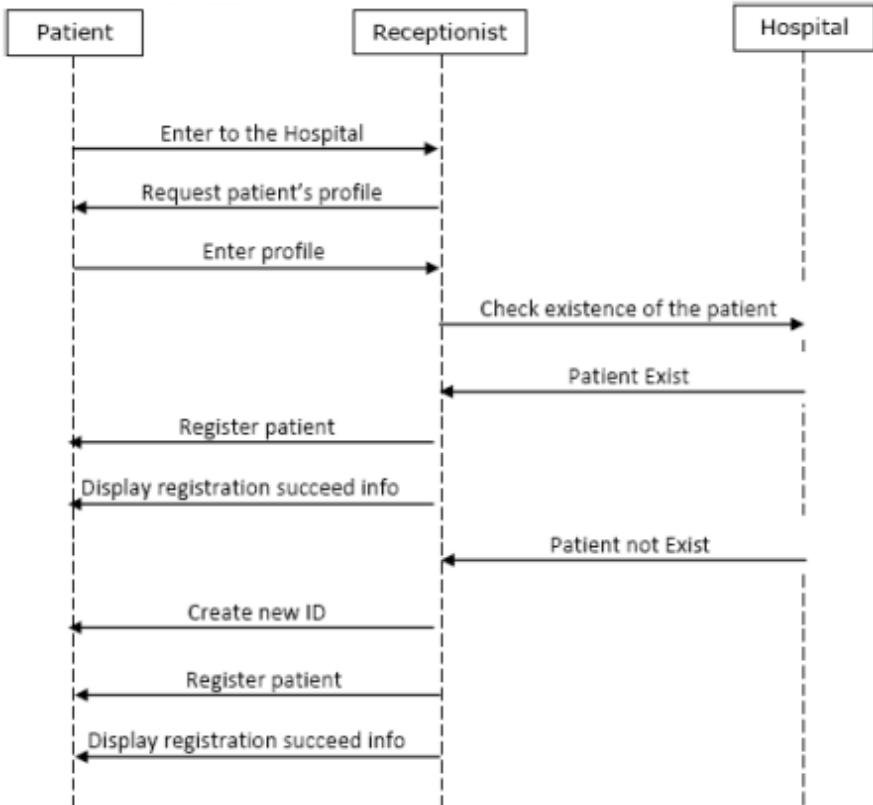 Patient
Receptionist
Hospital
Enter to the Hospital
Request patient's profile
Enter profile
Check existence of the patient
Patient Exist
Register patient
Display registration succeed info
Patient not Exist
Create new ID
Register patient
Display registration succeed info